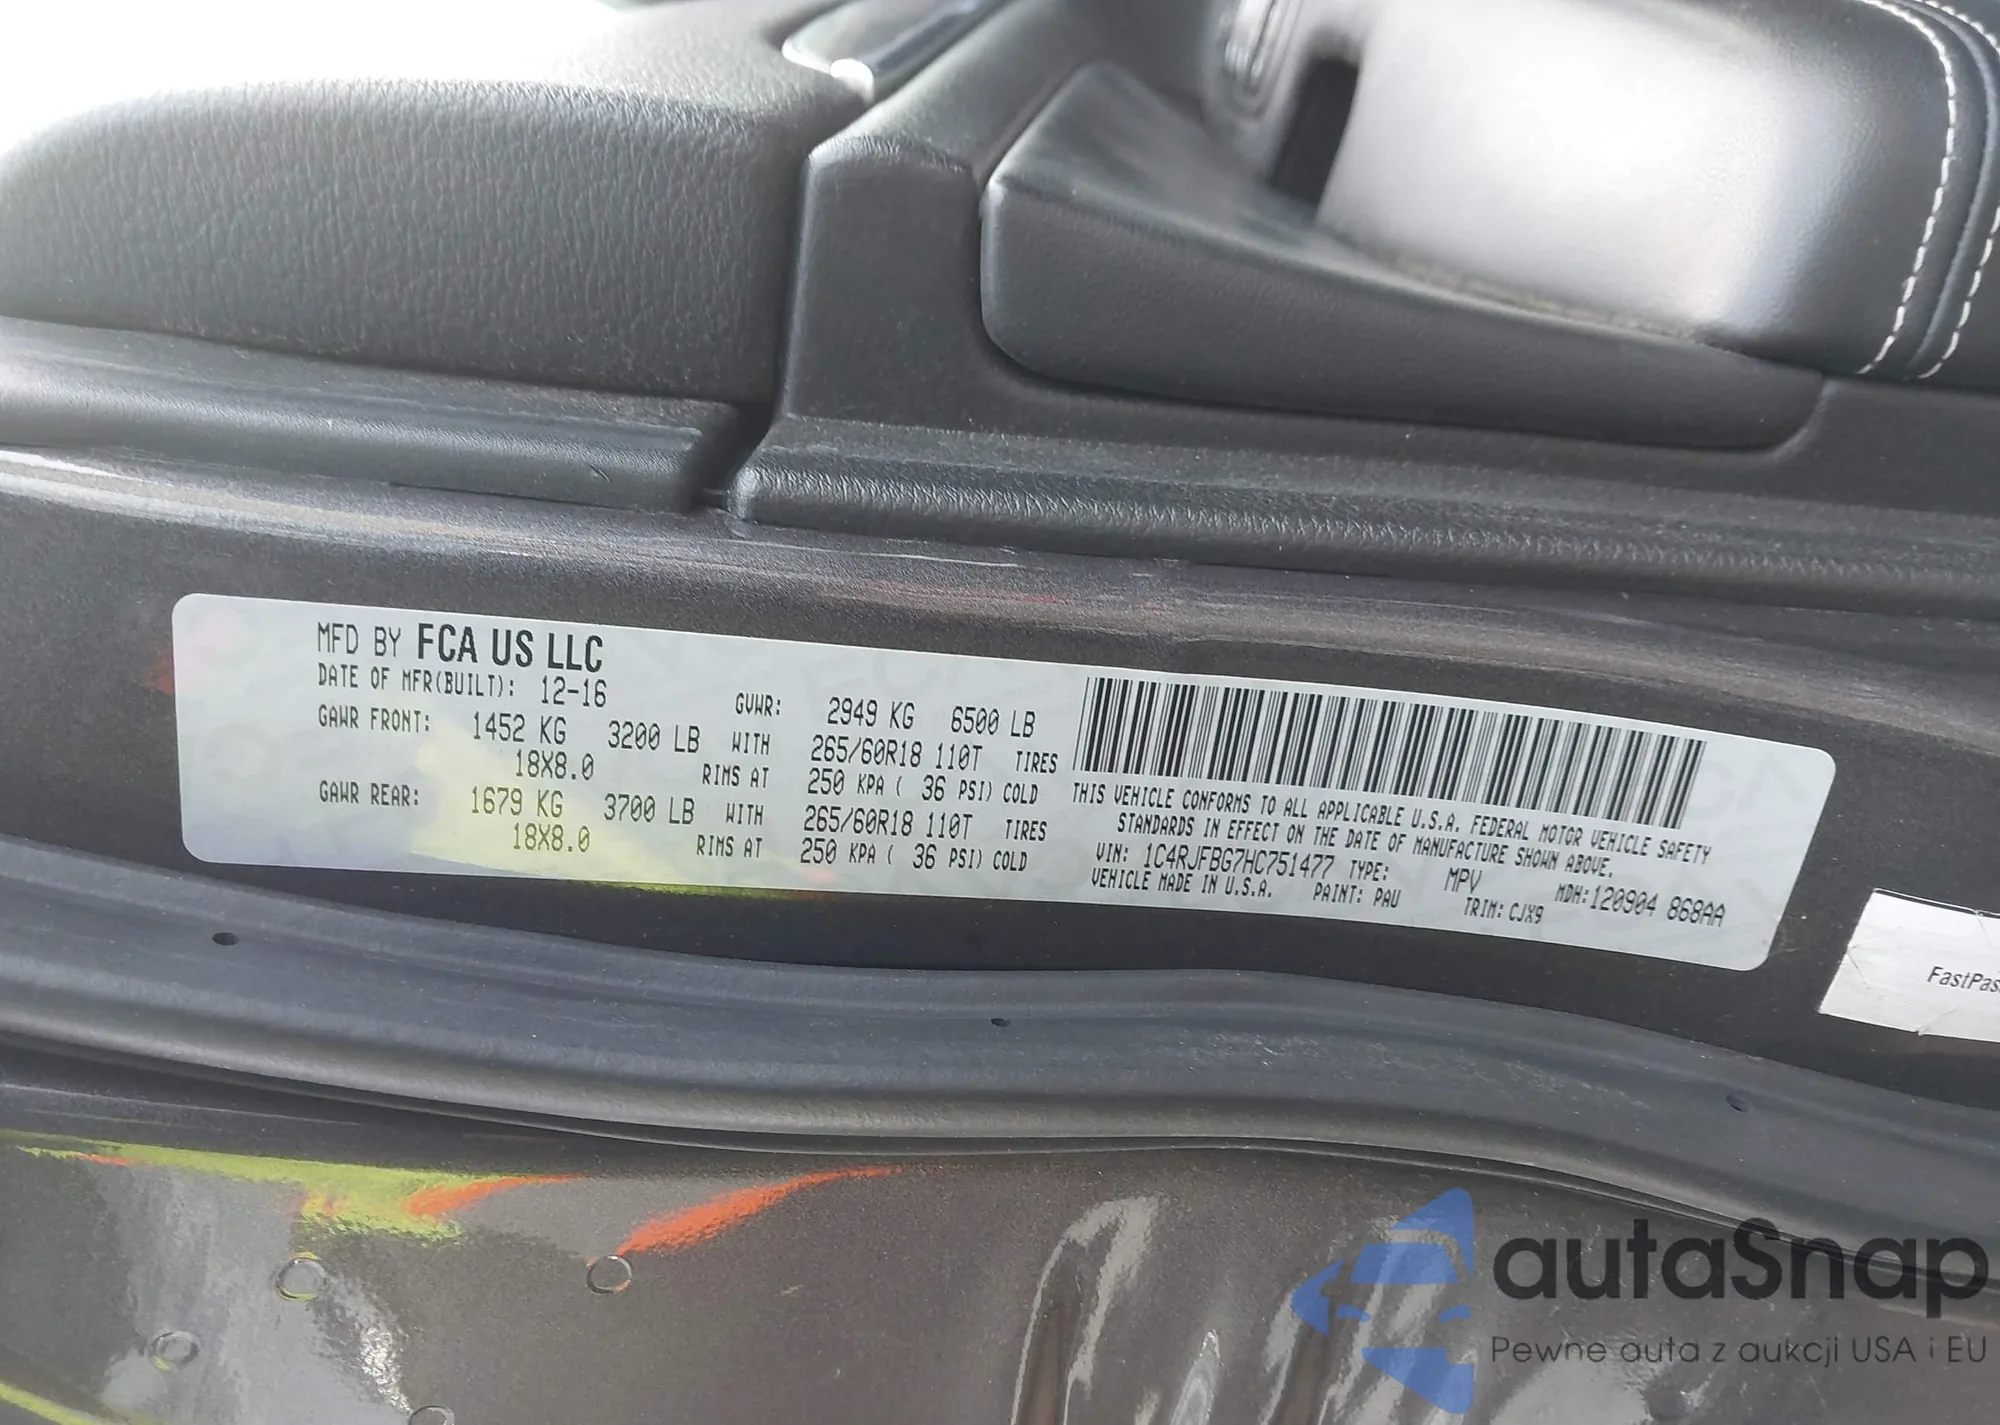 MFD BY FCA US LLC
DATE OF MFR(BUILT): 12-16 GVWR: 2949 KG 6500 LB
GAWR FRONT: 1452 KG 3200 LB WITH 265/60R18 110T TIRES
18X8.0 RIMS AT 250 KPA ( 36 PSI) COLD
GAWR REAR: 1679 KG 3700 LB WITH 265/60R18 110T TIRES
18X8.0 RIMS AT 250 KPA ( 36 PSI) COLD
THIS VEHICLE CONFORMS TO ALL APPLICABLE U.S.A. FEDERAL MOTOR VEHICLE SAFETY
STANDARDS IN EFFECT ON THE DATE OF MANUFACTURE SHOWN ABOVE.
VIN: 1C4RJFBG7HC751477 TYPE: MPV MDH:120904 868AA
VEHICLE MADE IN U.S.A. PAINT: PAU TRIM: CJX9
FastPas
autaSnap
Pewne auta z aukcji USA i EU